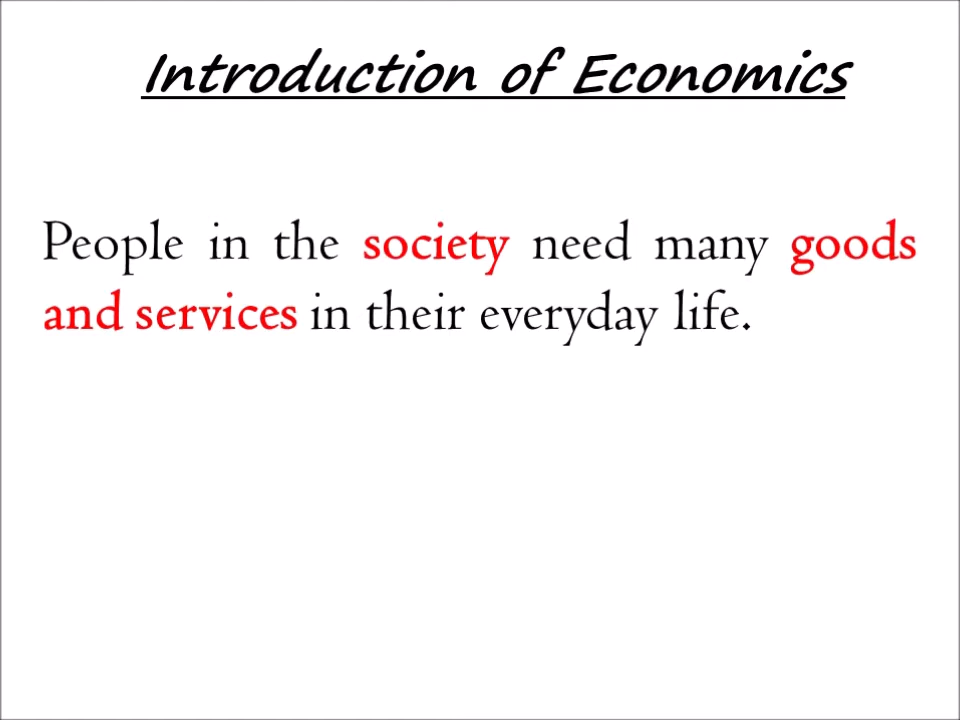 Introduction of Economics
People in the society need many goods
and services in their everyday life.